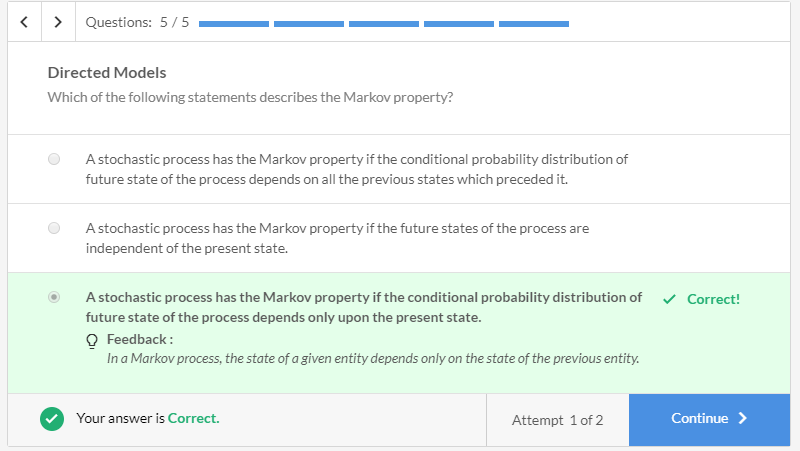 Questions: 5 / 5
Directed Models
Which of the following statements describes the Markov property?
A stochastic process has the Markov property if the conditional probability distribution of
future state of the process depends on all the previous states which preceded it.
A stochastic process has the Markov property if the future states of the process are
independent of the present state.
A stochastic process has the Markov property if the conditional probability distribution of
future state of the process depends only upon the present state.
Correct!
Feedback :
In a Markov process, the state of a given entity depends only on the state of the previous entity.
Your answer is Correct.
Attempt 1 of 2
Continue